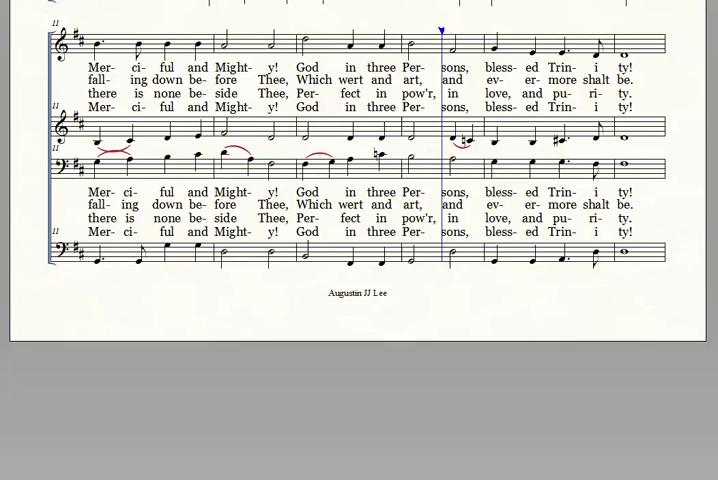 11
Mer- ci- ful and Might- y! God in three Per- sons, bless- ed Trin- i ty!
fall- ing down be- fore Thee, Which wert and art, and ev- er- more shalt be.
there is none be- side Thee, Per- fect in pow'r, in love, and pu- ri- ty.
Mer- ci- ful and Might- y! God in three Per- sons, bless- ed Trin- i ty!
11
11
Mer- ci- ful and Might- y! God in three Per- sons, bless- ed Trin- i ty!
fall- ing down be- fore Thee, Which wert and art, and ev- er- more shalt be.
there is none be- side Thee, Per- fect in pow'r, in love, and pu- ri- ty.
Mer- ci- ful and Might- y! God in three Per- sons, bless- ed Trin- i ty!
11
Augustin JJ Lee